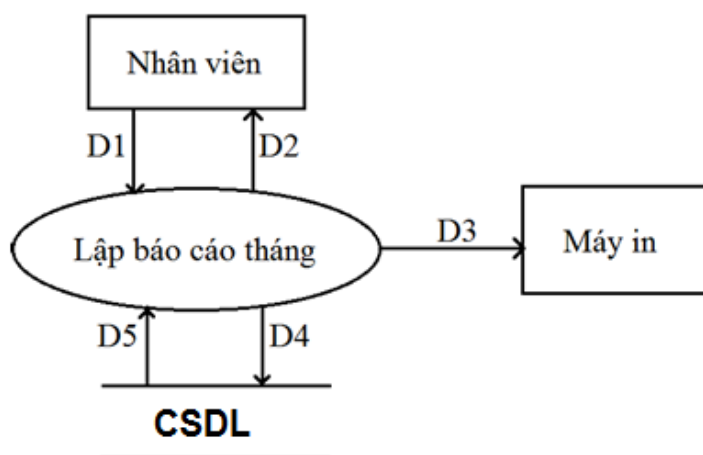 Nhân viên
D1
D2
Lập báo cáo tháng
D3
Máy in
D5
D4
CSDL